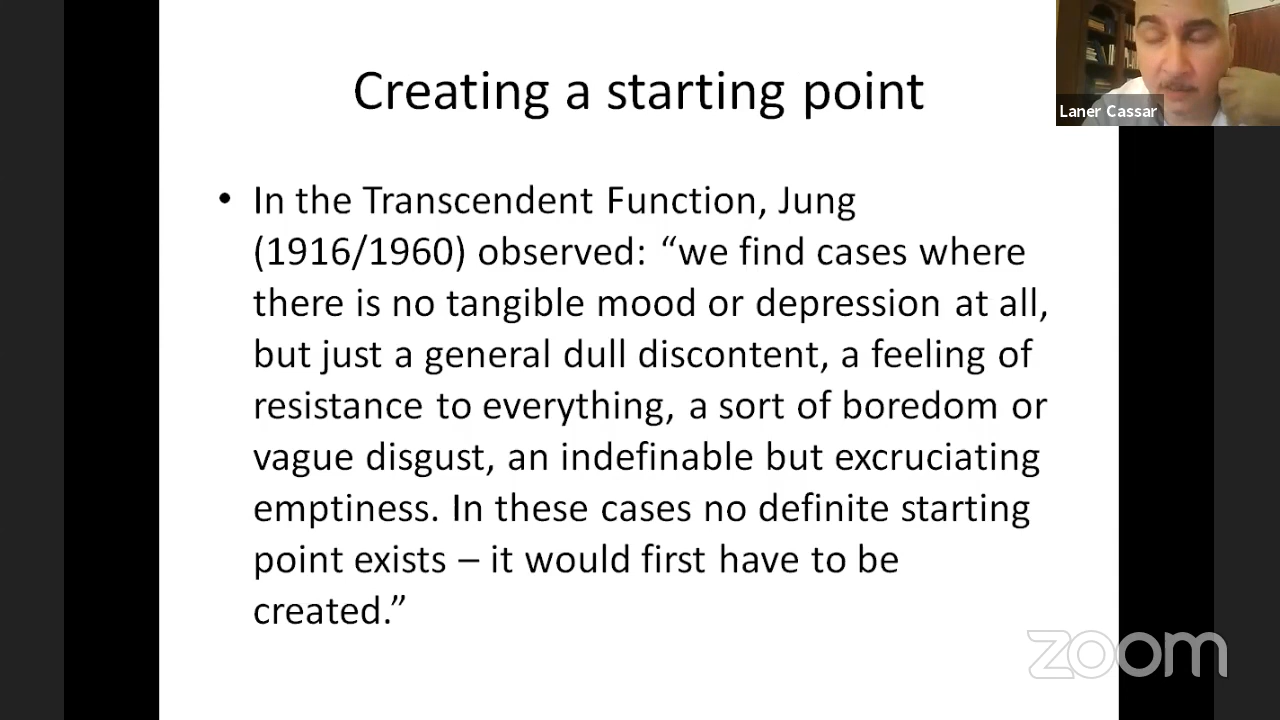 Creating a starting point
Laner Cassar
• In the Transcendent Function, Jung
(1916/1960) observed: “we find cases where
there is no tangible mood or depression at all,
but just a general dull discontent, a feeling of
resistance to everything, a sort of boredom or
vague disgust, an indefinable but excruciating
emptiness. In these cases no definite starting
point exists – it would first have to be
created.”
zoom